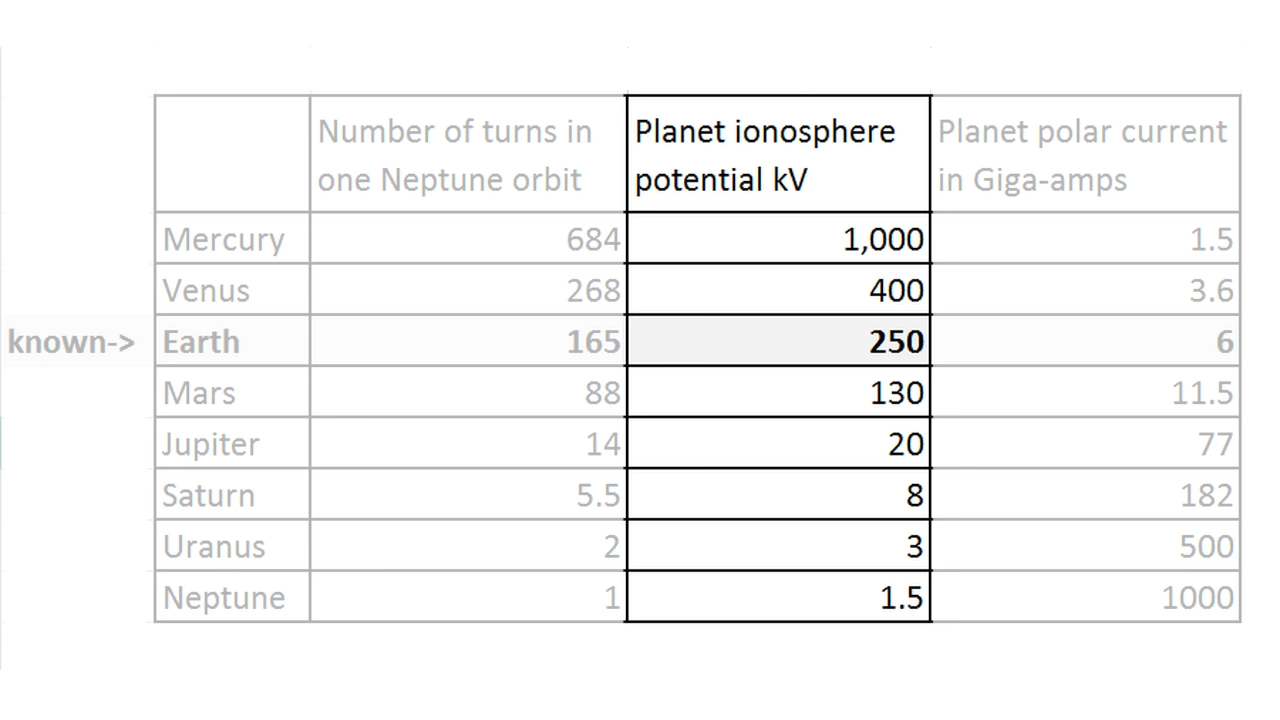 Number of turns in one Neptune orbit Planet ionosphere potential kV Planet polar current in Giga-amps
Mercury 684 1,000 1.5
Venus 268 400 3.6
known-> Earth 165 250 6
Mars 88 130 11.5
Jupiter 14 20 77
Saturn 5.5 8 182
Uranus 2 3 500
Neptune 1 1.5 1000